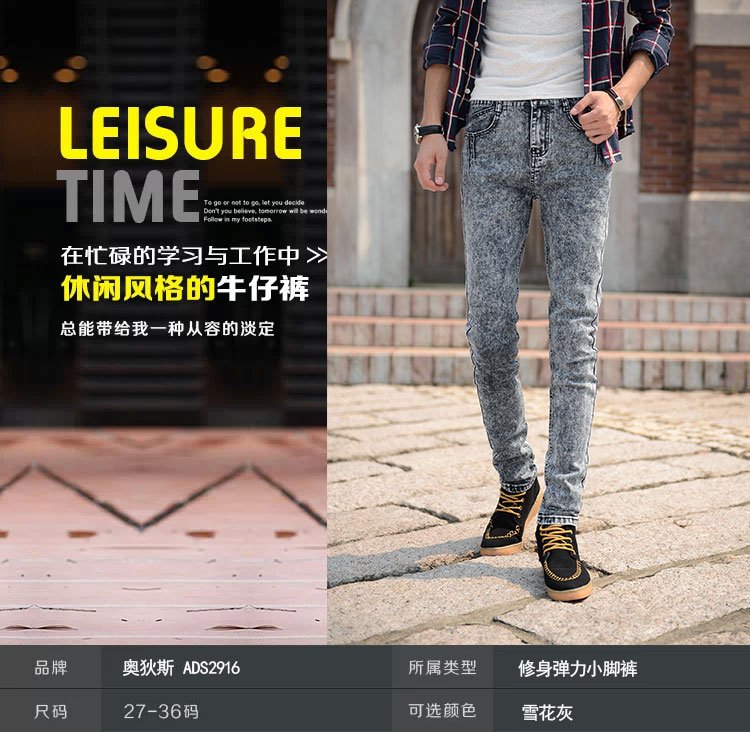 LEISURE
TIME
To go or not to go, let you decide
Don't you believe, tomorrow will be wonde
Follow in my footsteps.
在忙碌的学习与工作中 >>
休闲风格的牛仔裤
总能带给我一种从容的淡定
品牌 奥狄斯 ADS2916 所属类型 修身弹力小脚裤
尺码 27-36码 可选颜色 雪花灰